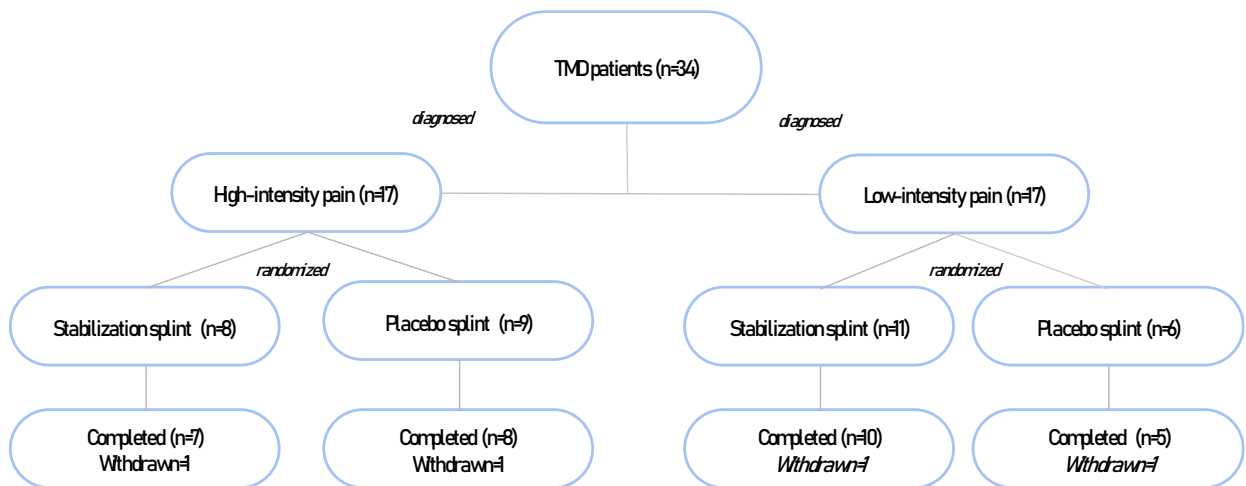 TMD patients (n=34)
diagnosed
diagnosed
High-intensity pain (n=17)
Low-intensity pain (n=17)
randomized
randomized
Stabilization splint (n=8)
Placebo splint (n=9)
Stabilization splint (n=11)
Placebo splint (n=6)
Completed (n=7)
Withdrawn=1
Completed (n=8)
Withdrawn=1
Completed (n=10)
Withdrawn=1
Completed (n=5)
Withdrawn=1